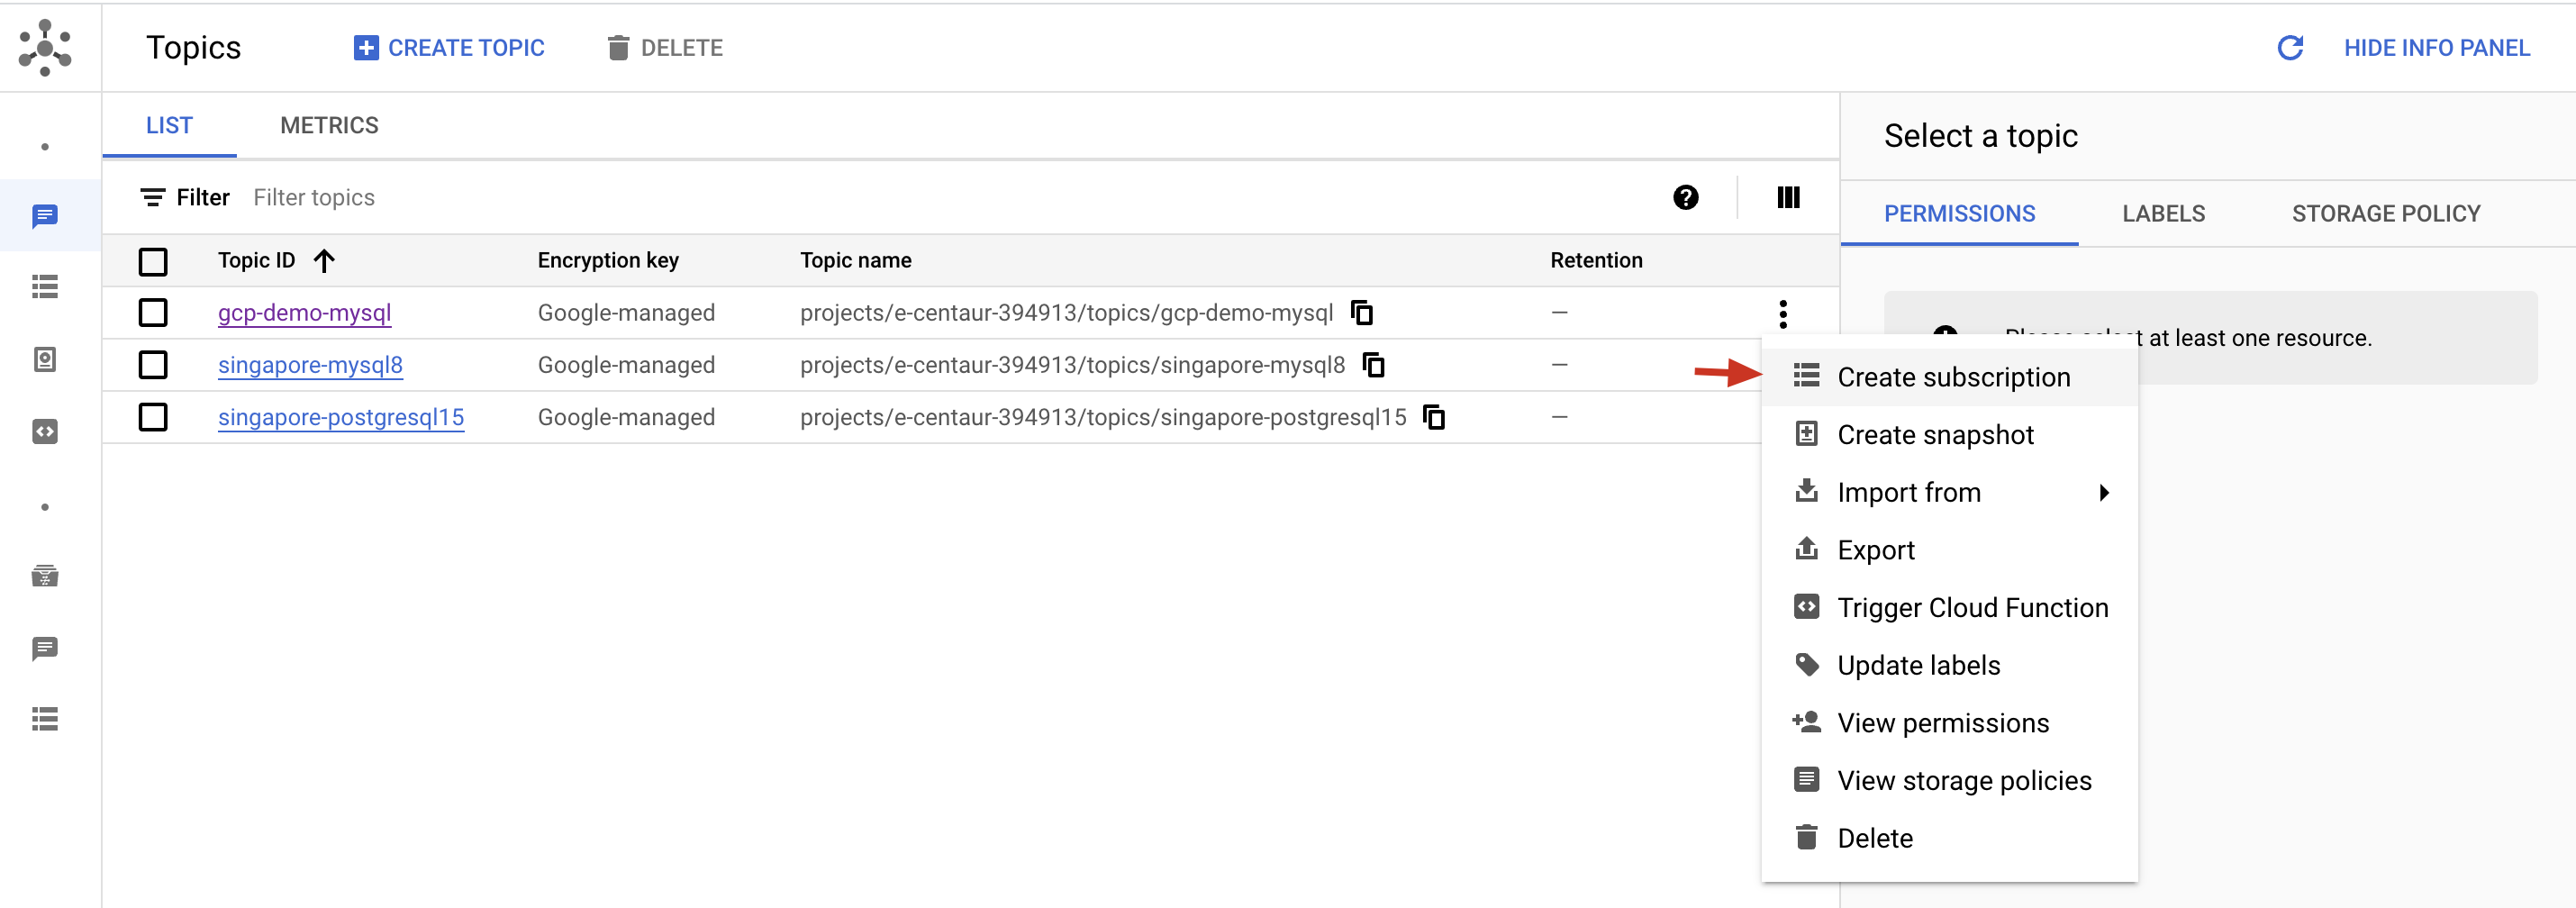 Topics
CREATE TOPIC
DELETE
HIDE INFO PANEL
LIST
METRICS
Select a topic
Filter
Filter topics
PERMISSIONS
LABELS
STORAGE POLICY
Topic ID
Encryption key
Topic name
Retention
gcp-demo-mysql
Google-managed
projects/e-centaur-394913/topics/gcp-demo-mysql
—
singapore-mysql8
Google-managed
projects/e-centaur-394913/topics/singapore-mysql8
—
singapore-postgresql15
Google-managed
projects/e-centaur-394913/topics/singapore-postgresql15
—
at least one resource.
Create subscription
Create snapshot
Import from
Export
Trigger Cloud Function
Update labels
View permissions
View storage policies
Delete